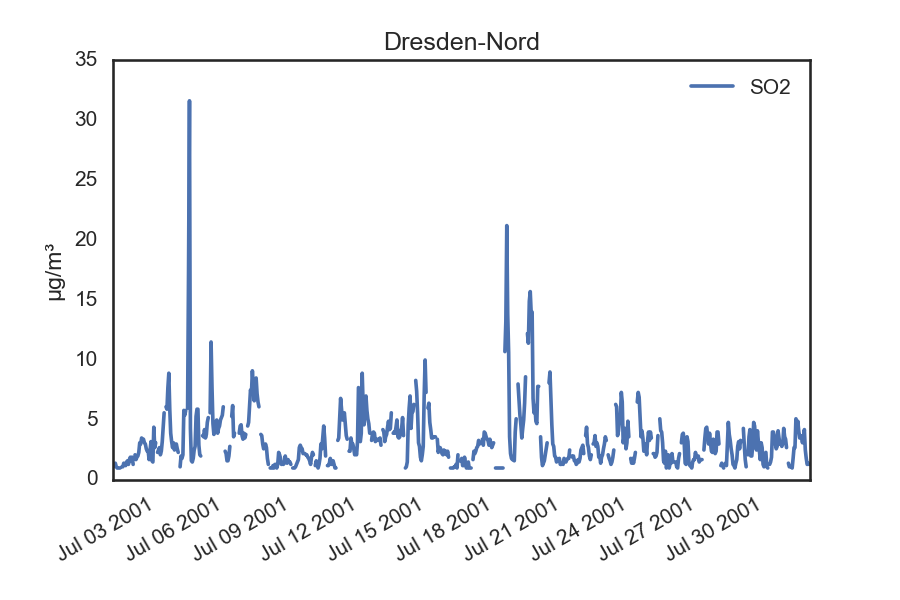 Dresden-Nord
SO2
µg/m³
35
30
25
20
15
10
5
0
Jul 03 2001
Jul 06 2001
Jul 09 2001
Jul 12 2001
Jul 15 2001
Jul 18 2001
Jul 21 2001
Jul 24 2001
Jul 27 2001
Jul 30 2001